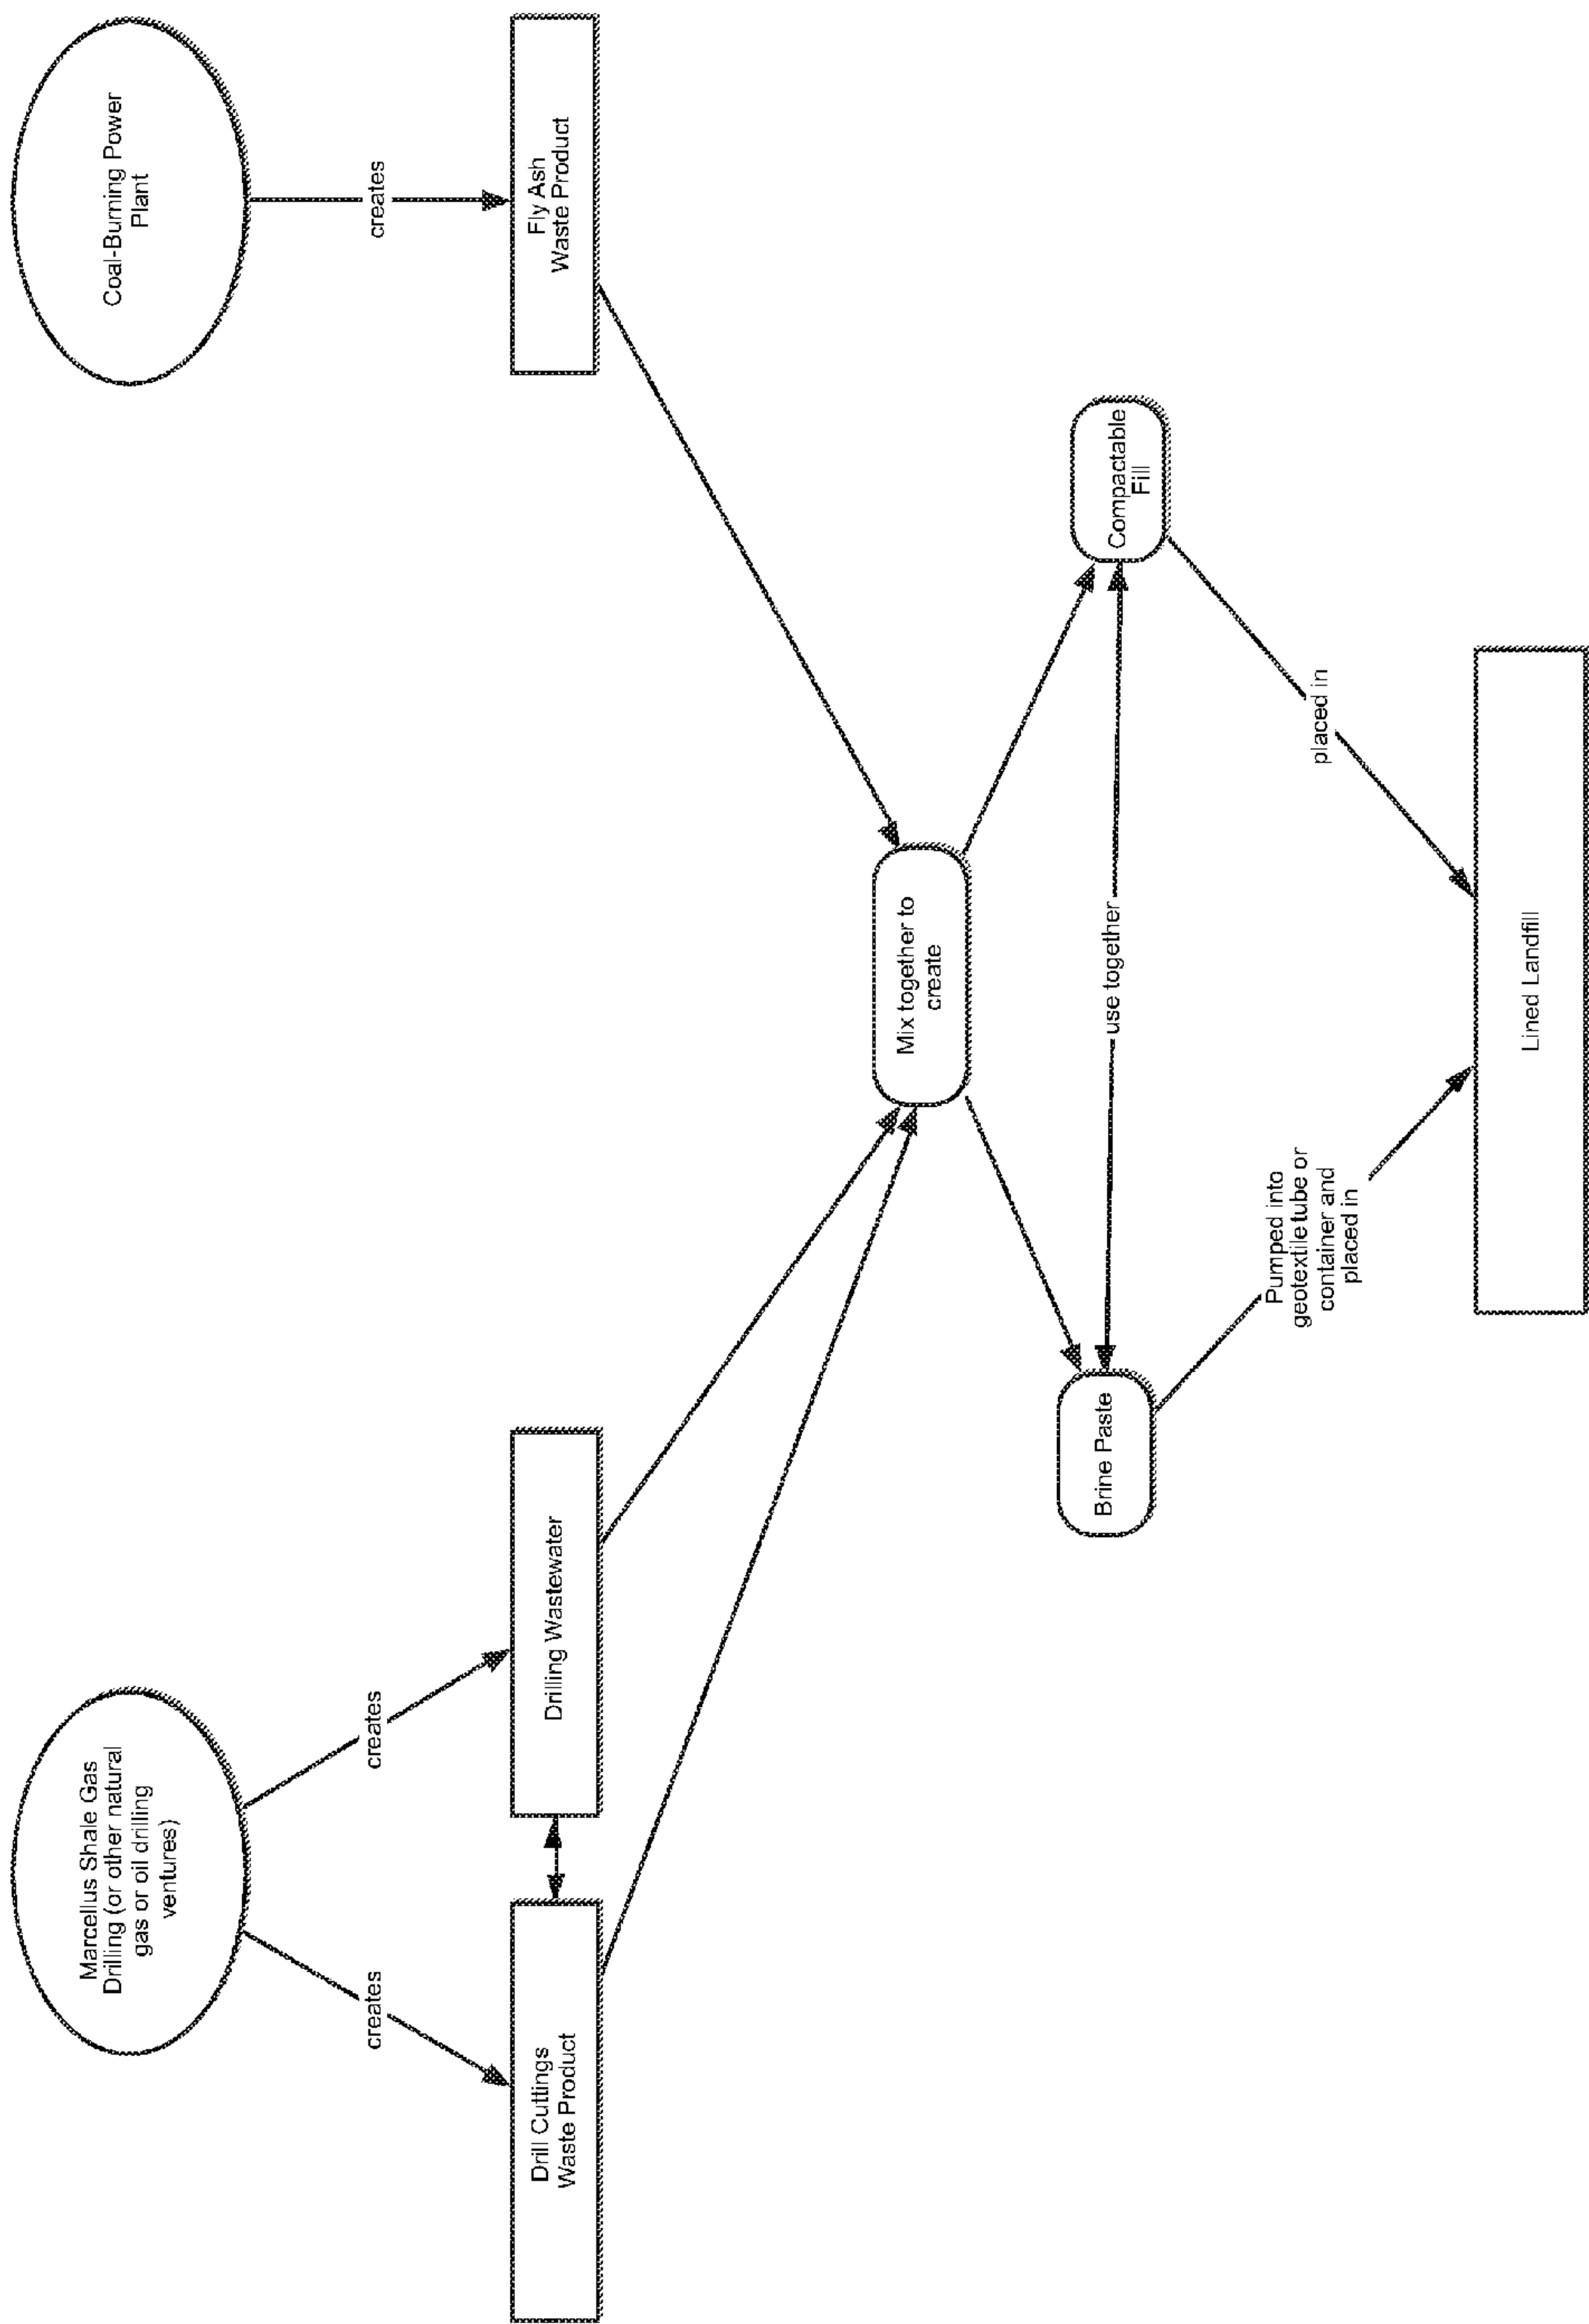 Marcellus Shale Gas
Drilling (or other natural
gas or oil drilling
ventures)
Coal-Burning Power
Plant
creates
creates
creates
Drill Cuttings
Waste Product
Drilling Wastewater
Fly Ash
Waste Product
Mix together to
create
Brine Paste
use together
Compactable
Fill
Pumped into
geotextile tube or
container and
placed in
placed in
Lined Landfill